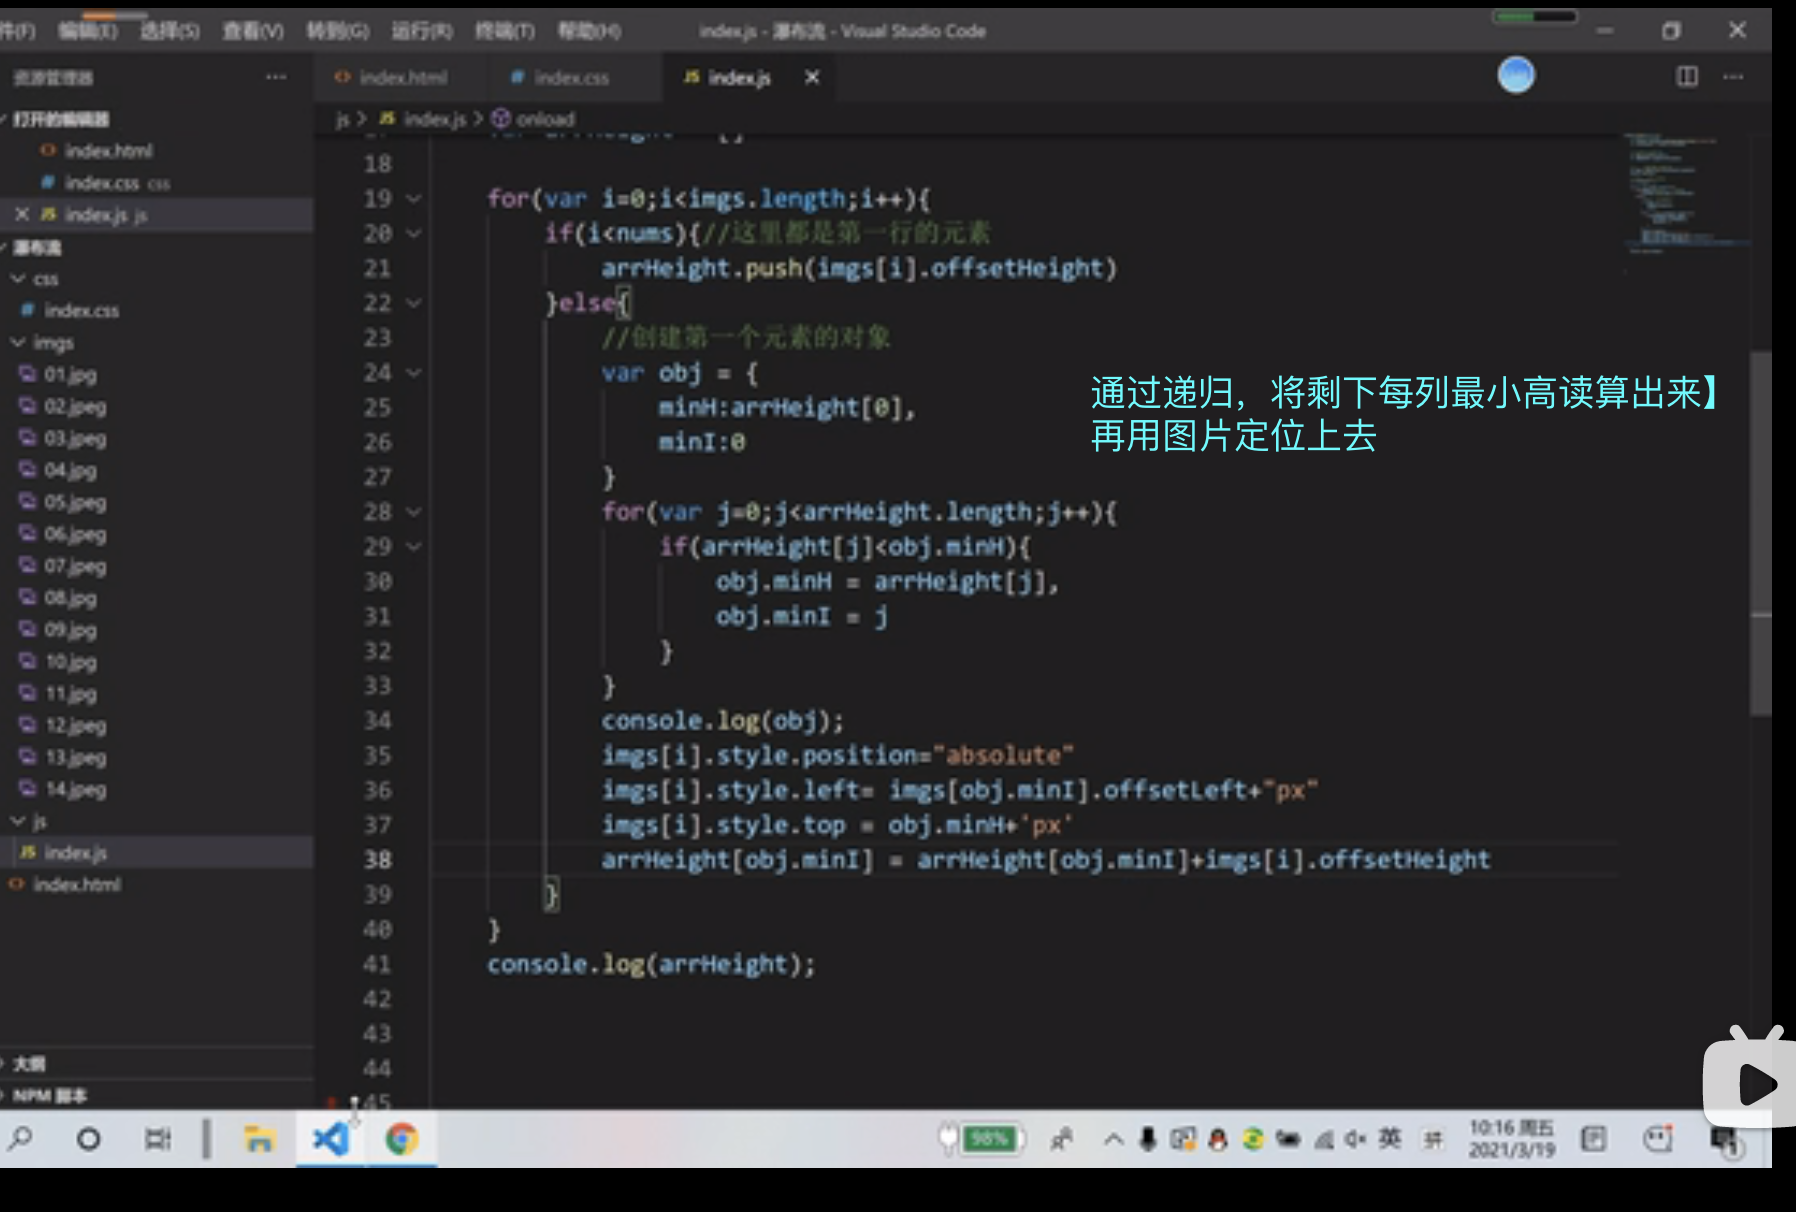 件(F) 编辑(E) 选择(S) 查看(V) 转到(G) 运行(R) 终端(T) 帮助(H) index.js - 瀑布流 - Visual Studio Code
资源管理器
index.html
index.css
index.js
js > JS index.js > onload
打开的编辑器
index.html
index.css css
index.js js
瀑布流
css
index.css
imgs
01.jpg
02.jpeg
03.jpeg
04.jpg
05.jpeg
06.jpeg
07.jpeg
08.jpg
09.jpg
10.jpg
11.jpg
12.jpeg
13.jpeg
14.jpeg
js
JS index.js
index.html
大纲
NPM 脚本
18
19 for(var i=0;i<imgs.length;i++){
20 if(i<nums){//这里都是第一行的元素
21 arrHeight.push(imgs[i].offsetHeight)
22 }else{
23 //创建第一个元素的对象
24 var obj = {
25 minH:arrHeight[0],
26 minI:0
27 }
28 for(var j=0;j<arrHeight.length;j++){
29 if(arrHeight[j]<obj.minH){
30 obj.minH = arrHeight[j],
31 obj.minI = j
32 }
33 }
34 console.log(obj);
35 imgs[i].style.position="absolute"
36 imgs[i].style.left= imgs[obj.minI].offsetLeft+"px"
37 imgs[i].style.top = obj.minH+'px'
38 arrHeight[obj.minI] = arrHeight[obj.minI]+imgs[i].offsetHeight
39 }
40 }
41 console.log(arrHeight);
42
43
44
45
通过递归，将剩下每列最小高读算出来】
再用图片定位上去
98%
英
拼
10:16 周五
2021/3/19
1